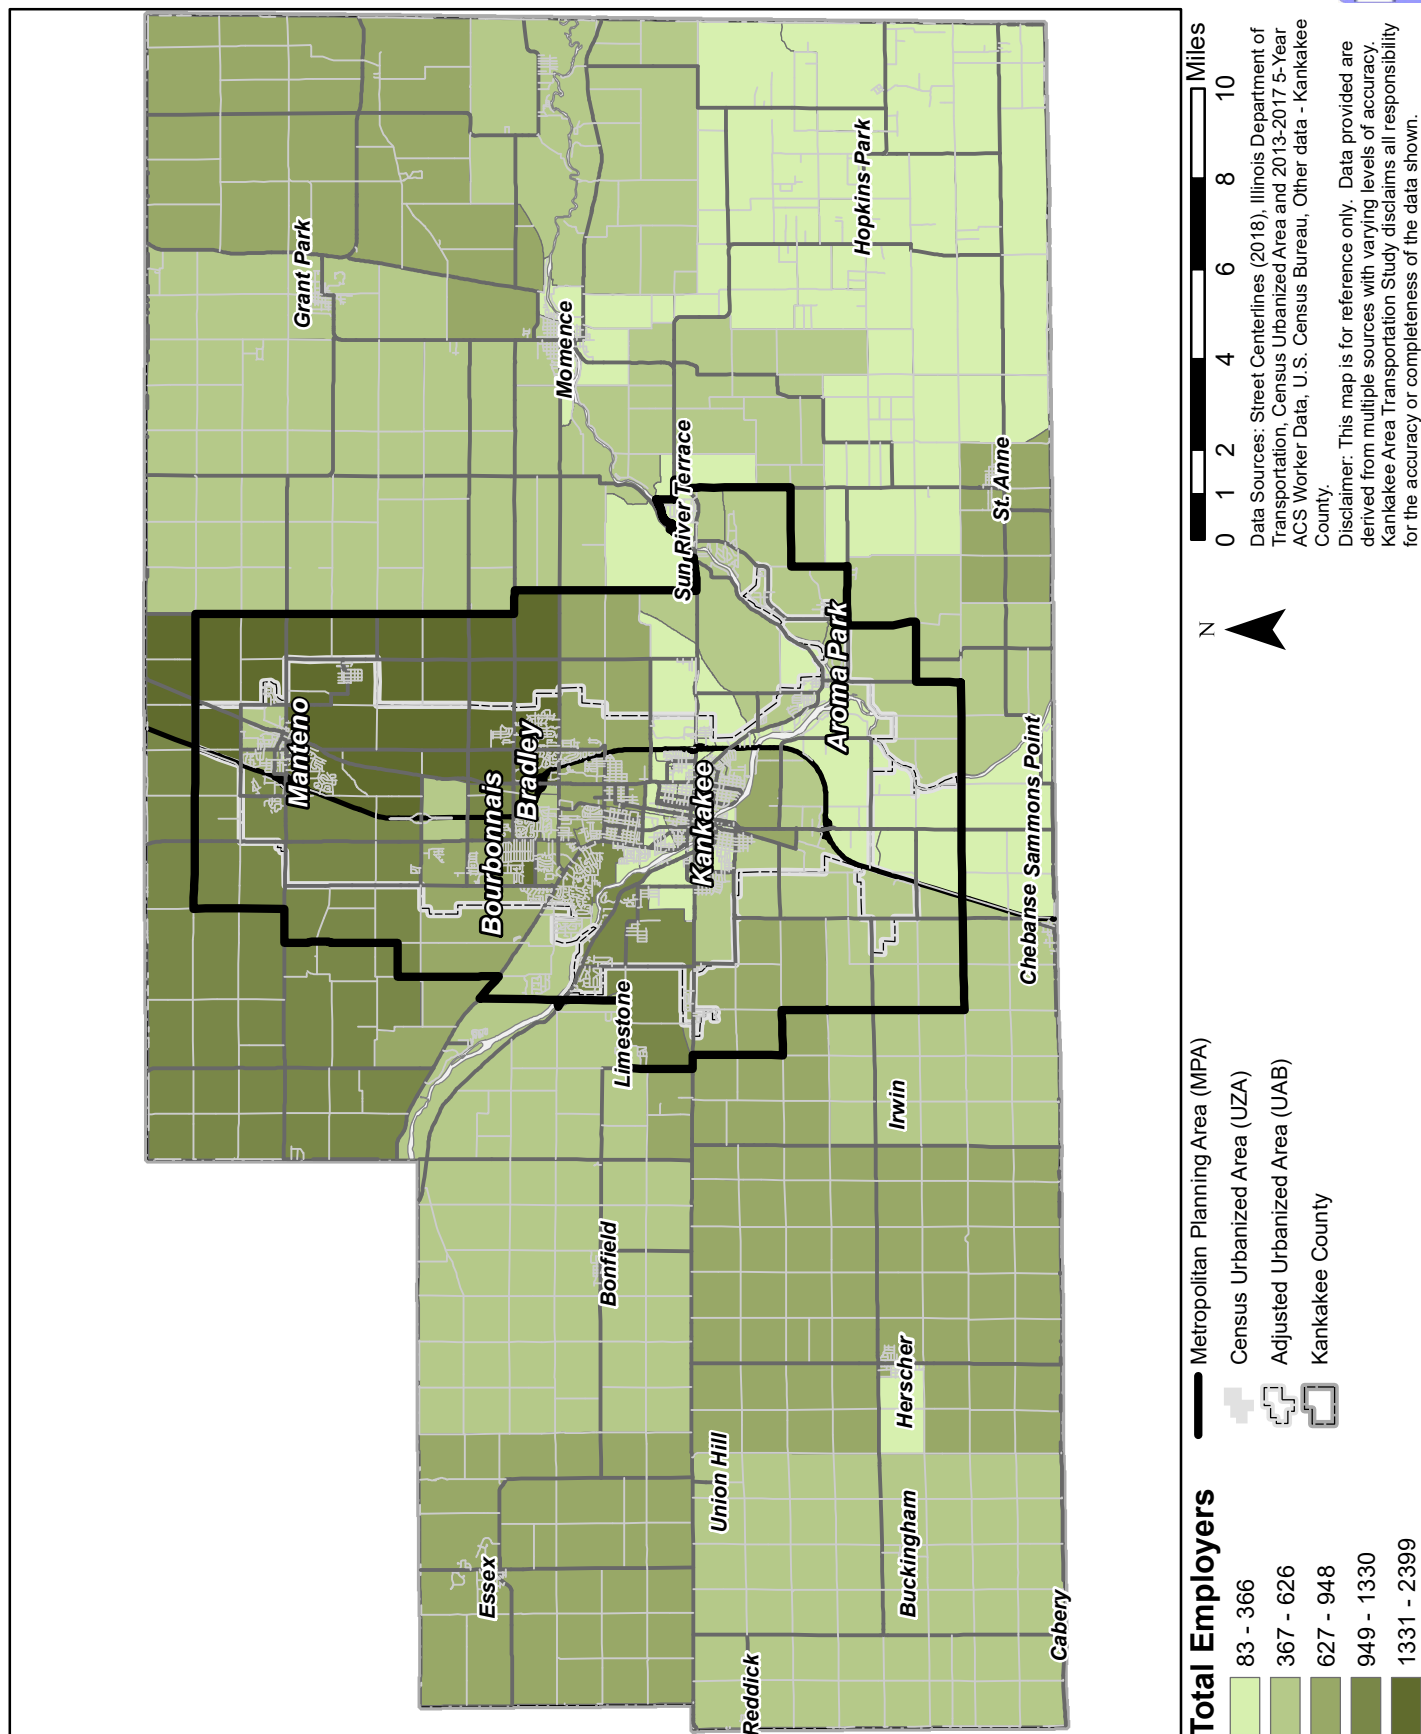 Grant Park
Momence
Hopkins Park
Sun River Terrace
St. Anne
Manteno
Bradley
Bourbonnais
Aroma Park
Kankakee
Chebanse
Sammons Point
Limestone
Irwin
Bonfield
Herscher
Union Hill
Essex
Buckingham
Reddick
Cabery
Total Employers
83 - 366
367 - 626
627 - 948
949 - 1330
1331 - 2399
Metropolitan Planning Area (MPA)
Census Urbanized Area (UZA)
Adjusted Urbanized Area (UAB)
Kankakee County
N
0 1 2 4 6 8 10
Miles
Data Sources: Street Centerlines (2018), Illinois Department of
Transportation, Census Urbanized Area and 2013-2017 5-Year
ACS Worker Data, U.S. Census Bureau, Other data - Kankakee
County.
Disclaimer: This map is for reference only. Data provided are
derived from multiple sources with varying levels of accuracy.
Kankakee Area Transportation Study disclaims all responsibility
for the accuracy or completeness of the data shown.